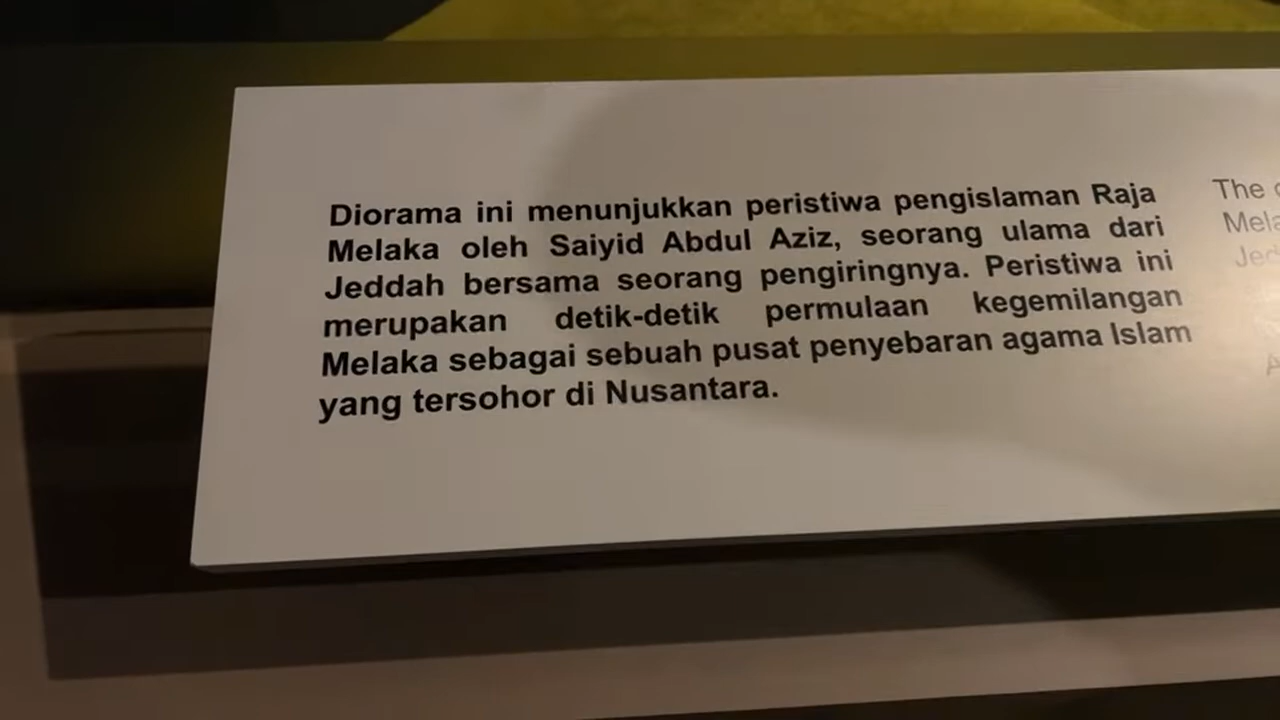 Diorama ini menunjukkan peristiwa pengislaman Raja
Melaka oleh Saiyid Abdul Aziz, seorang ulama dari
Jeddah bersama seorang pengiringnya. Peristiwa ini
merupakan detik-detik permulaan kegemilangan
Melaka sebagai sebuah pusat penyebaran agama Islam
yang tersohor di Nusantara.
The